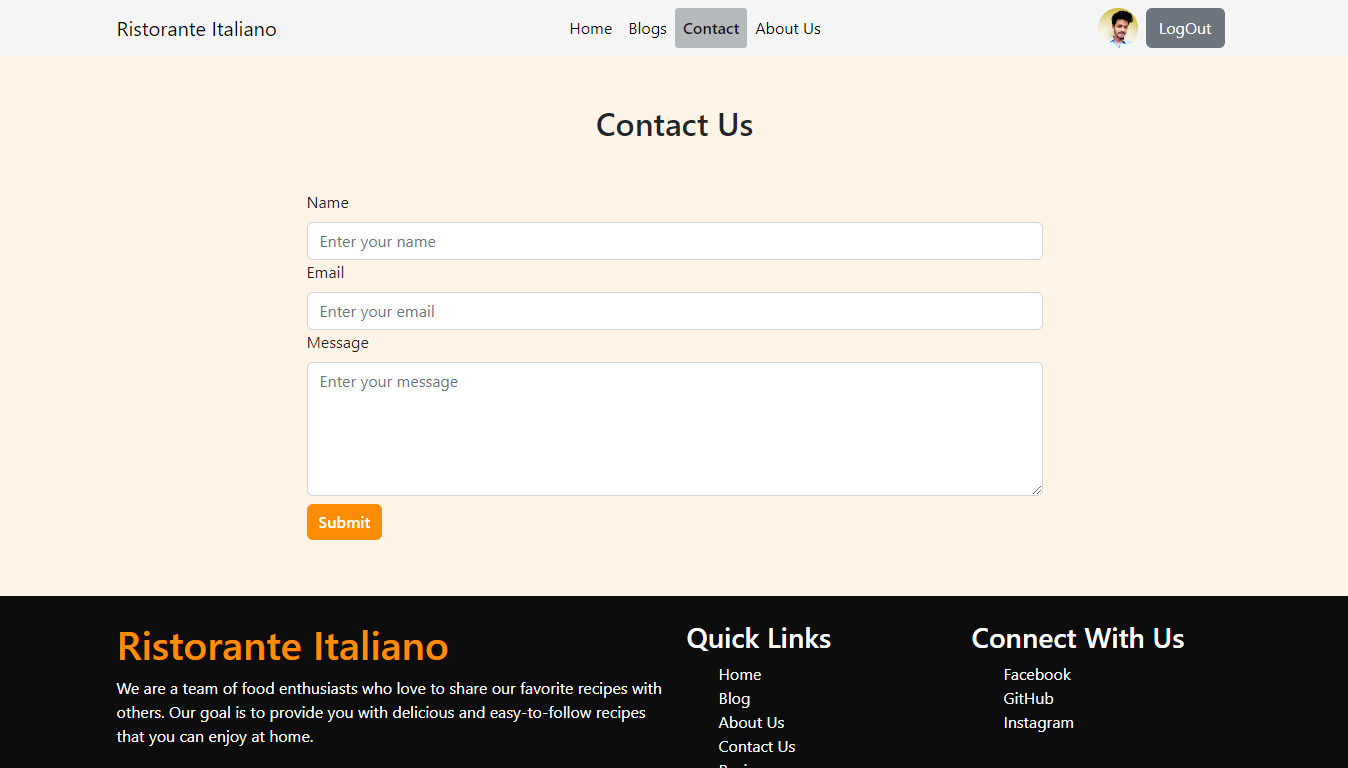 Ristorante Italiano
Home Blogs Contact About Us
LogOut
Contact Us
Name
Enter your name
Email
Enter your email
Message
Enter your message
Submit
Ristorante Italiano
We are a team of food enthusiasts who love to share our favorite recipes with
others. Our goal is to provide you with delicious and easy-to-follow recipes
that you can enjoy at home.
Quick Links
Home
Blog
About Us
Contact Us
Connect With Us
Facebook
GitHub
Instagram